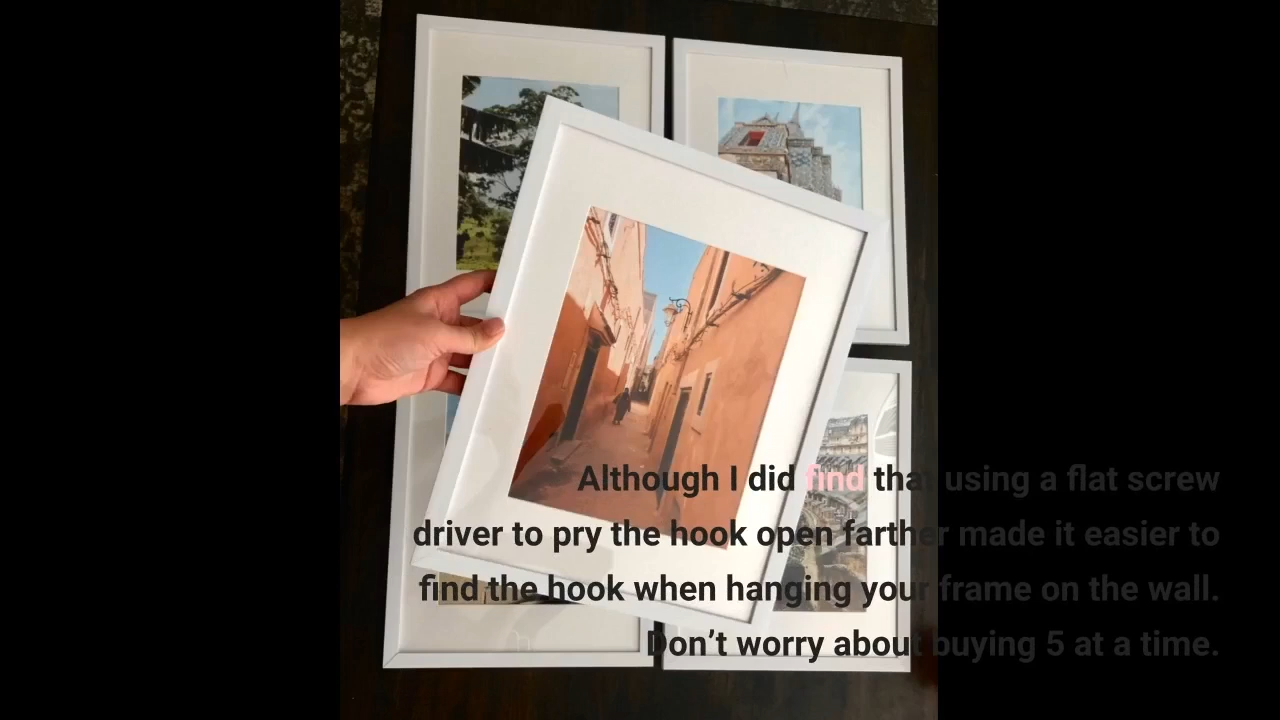 Although I did find that using a flat screw
driver to pry the hook open farther made it easier to
find the hook when hanging your frame on the wall.
Don’t worry about buying 5 at a time.